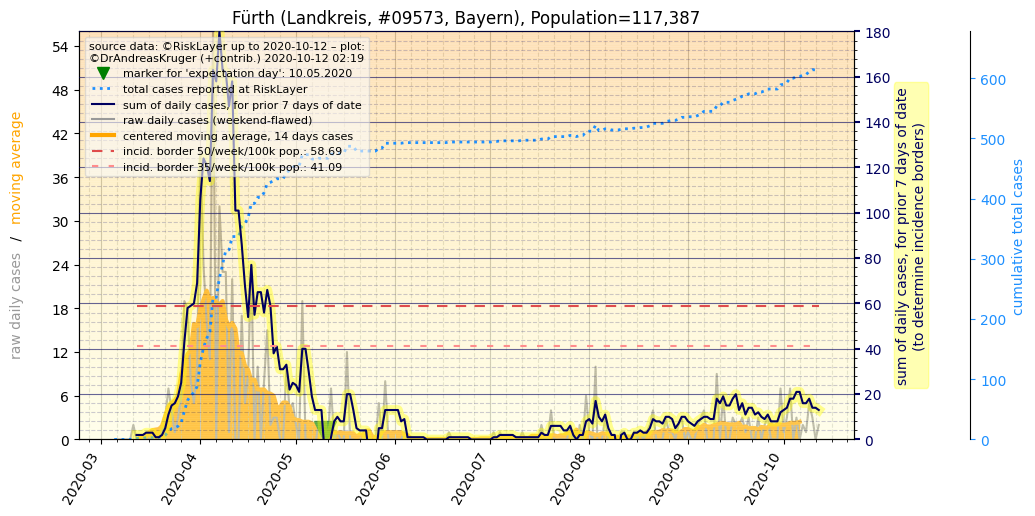 Fürth (Landkreis, #09573, Bayern), Population=117,387
source data: ©RiskLayer up to 2020-10-12 – plot:
©DrAndreasKruger (+contrib.) 2020-10-12 02:19
marker for 'expectation day': 10.05.2020
total cases reported at RiskLayer
sum of daily cases, for prior 7 days of date
raw daily cases (weekend-flawed)
centered moving average, 14 days cases
incid. border 50/week/100k pop.: 58.69
incid. border 35/week/100k pop.: 41.09
raw daily cases / moving average
54
48
42
36
30
24
18
12
6
0
2020-03
2020-04
2020-05
2020-06
2020-07
2020-08
2020-09
2020-10
180
160
140
120
100
80
60
40
20
0
sum of daily cases, for prior 7 days of date
(to determine incidence borders)
600
500
400
300
200
100
0
cumulative total cases